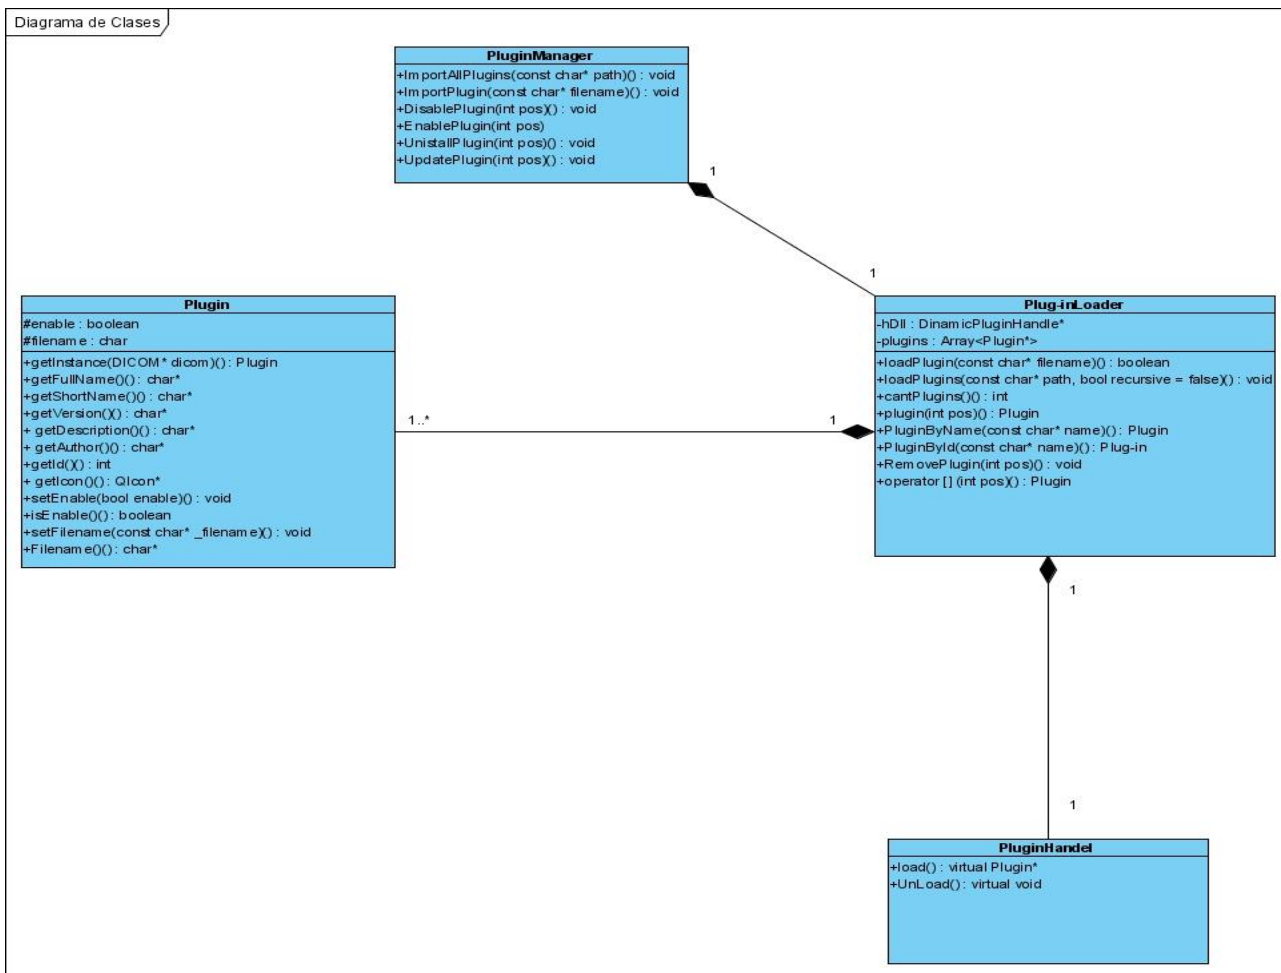 Diagrama de Clases
PluginManager
+ImportAllPlugins(const char* path)() : void
+ImportPlugin(const char* filename)() : void
+DisablePlugin(int pos)() : void
+EnablePlugin(int pos)
+UnistallPlugin(int pos)() : void
+UpdatePlugin(int pos)() : void
1
1
Plugin
#enable : boolean
#filename : char
+getInstance(DICOM* dicom)() : Plugin
+getFullName()() : char*
+getShortName()() : char*
+getVersion()() : char*
+ getDescription()() : char*
+ getAuthor()() : char*
+getId()() : int
+ getIcon()() : QIcon*
+setEnable(bool enable)() : void
+isEnable()() : boolean
+setFilename(const char* _filename)() : void
+Filename()() : char*
1..*
1
Plug-inLoader
-hDll : DinamicPluginHandle*
-plugins : Array<Plugin*>
+loadPlugin(const char* filename)() : boolean
+loadPlugins(const char* path, bool recursive = false)() : void
+cantPlugins()() : int
+plugin(int pos)() : Plugin
+PluginByName(const char* name)() : Plugin
+PluginById(const char* name)() : Plug-in
+RemovePlugin(int pos)() : void
+operator [] (int pos)() : Plugin
1
1
PluginHandel
+load() : virtual Plugin*
+UnLoad() : virtual void